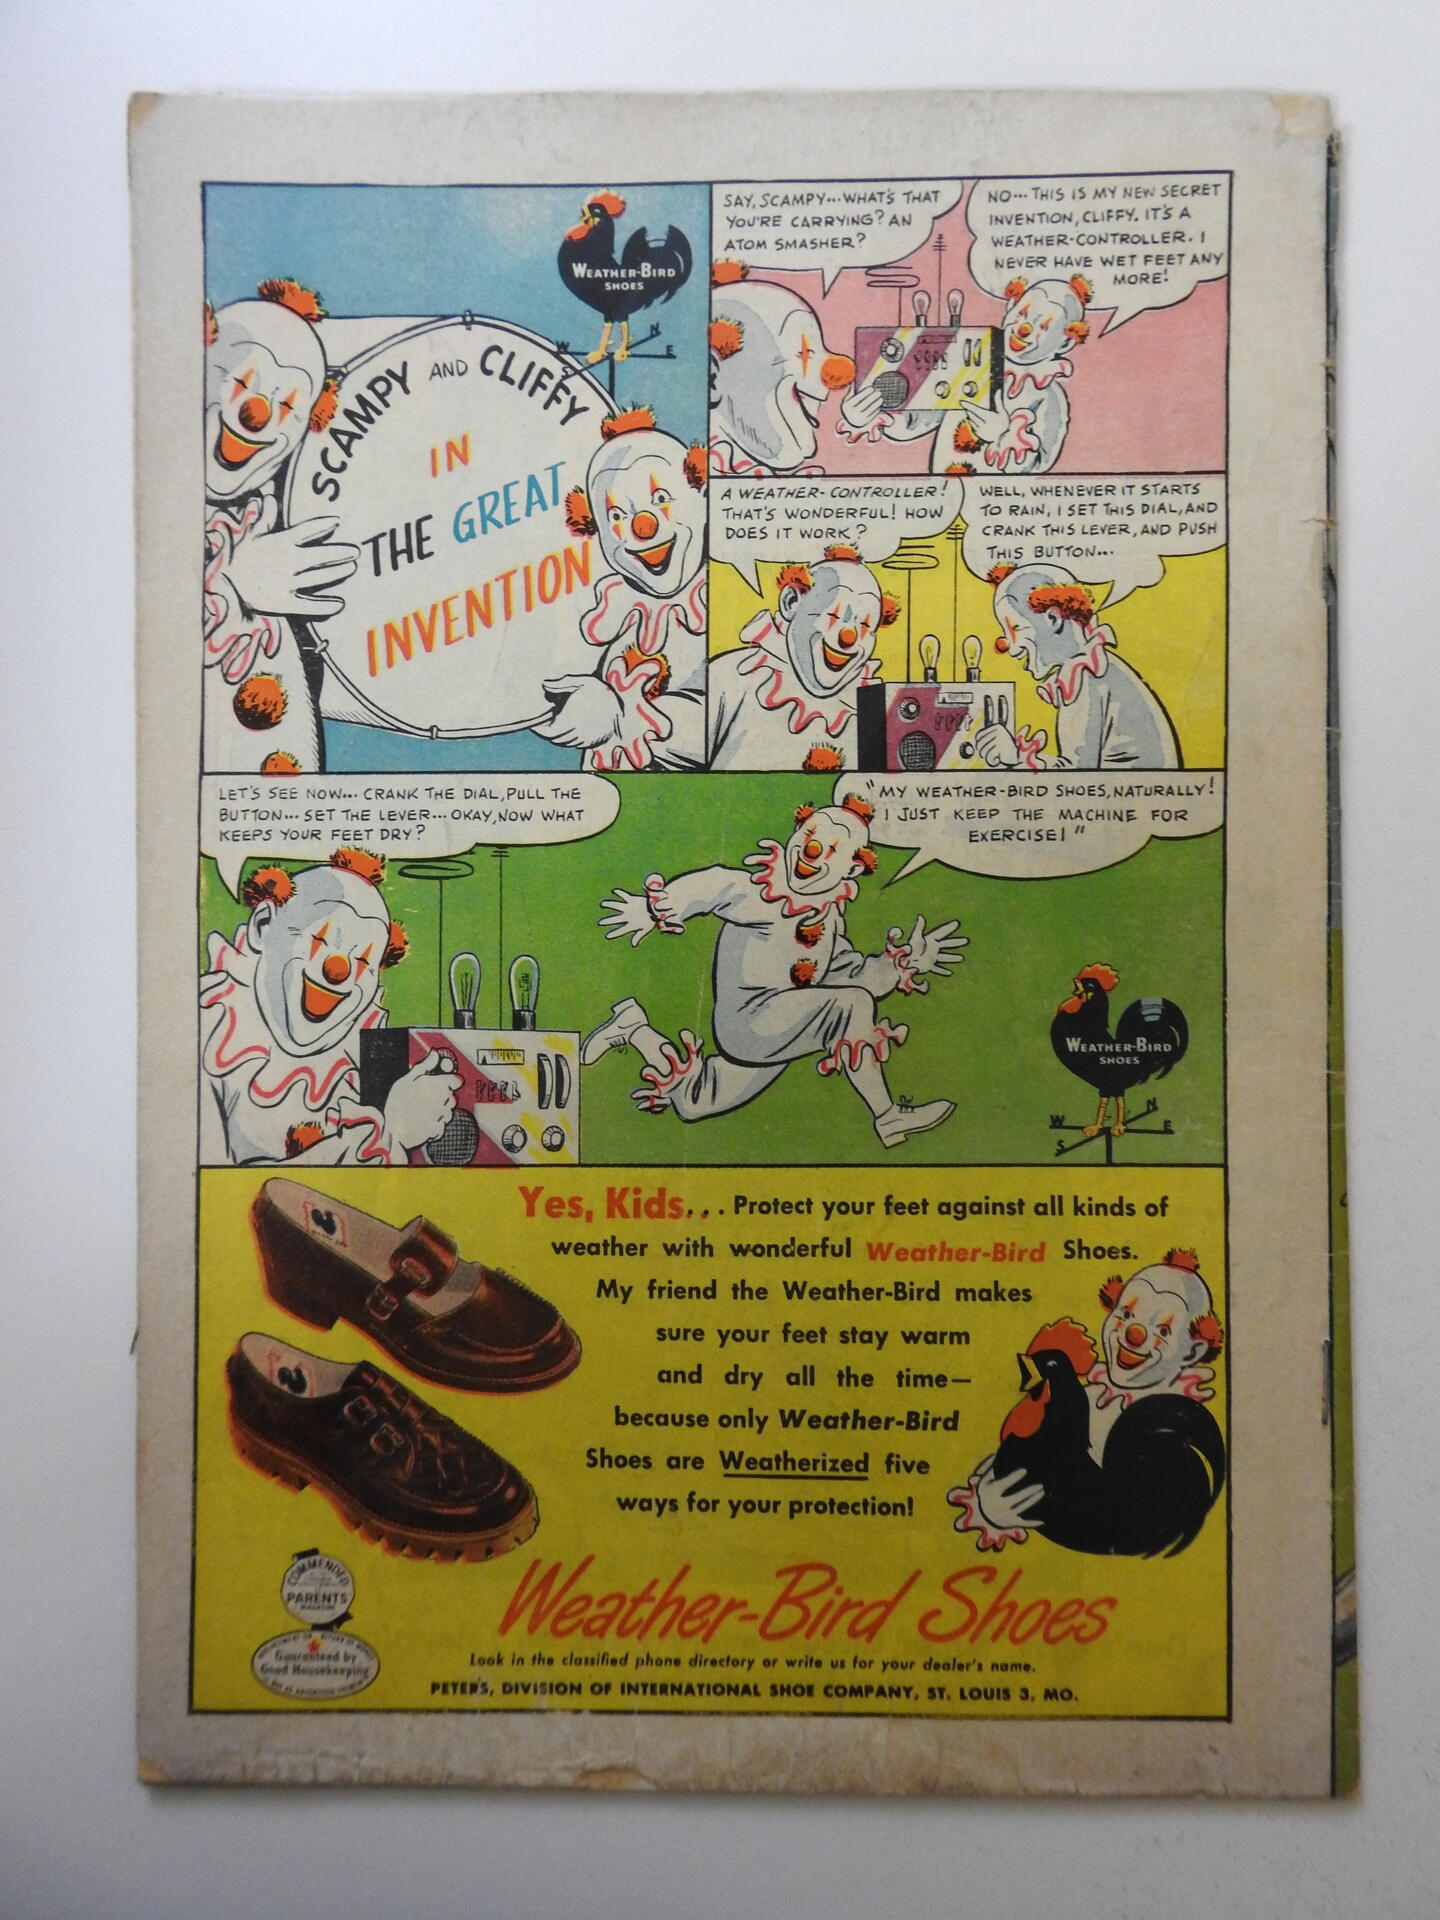 WEATHER-BIRD
SHOES
W
N
E
SCAMPY AND CLIFFY
IN
THE GREAT
INVENTION
SAY, SCAMPY... WHAT'S THAT
YOU'RE CARRYING? AN
ATOM SMASHER?
NO... THIS IS MY NEW SECRET
INVENTION, CLIFFY. IT'S A
WEATHER-CONTROLLER. I
NEVER HAVE WET FEET ANY
MORE!
A WEATHER-CONTROLLER!
THAT'S WONDERFUL! HOW
DOES IT WORK?
WELL, WHENEVER IT STARTS
TO RAIN, I SET THIS DIAL, AND
CRANK THIS LEVER, AND PUSH
THIS BUTTON...
LET'S SEE NOW... CRANK THE DIAL, PULL THE
BUTTON... SET THE LEVER... OKAY, NOW WHAT
KEEPS YOUR FEET DRY?
"MY WEATHER-BIRD SHOES, NATURALLY!
I JUST KEEP THE MACHINE FOR
EXERCISE!"
WEATHER-BIRD
SHOES
W
N
E
S
Yes, Kids... Protect your feet against all kinds of
weather with wonderful Weather-Bird Shoes.
My friend the Weather-Bird makes
sure your feet stay warm
and dry all the time—
because only Weather-Bird
Shoes are Weatherized five
ways for your protection!
COMMENDED
PARENTS
MAGAZINE
Guaranteed by
Good Housekeeping
Weather-Bird Shoes
Look in the classified phone directory or write us for your dealer's name.
PETERS, DIVISION OF INTERNATIONAL SHOE COMPANY, ST. LOUIS 3, MO.